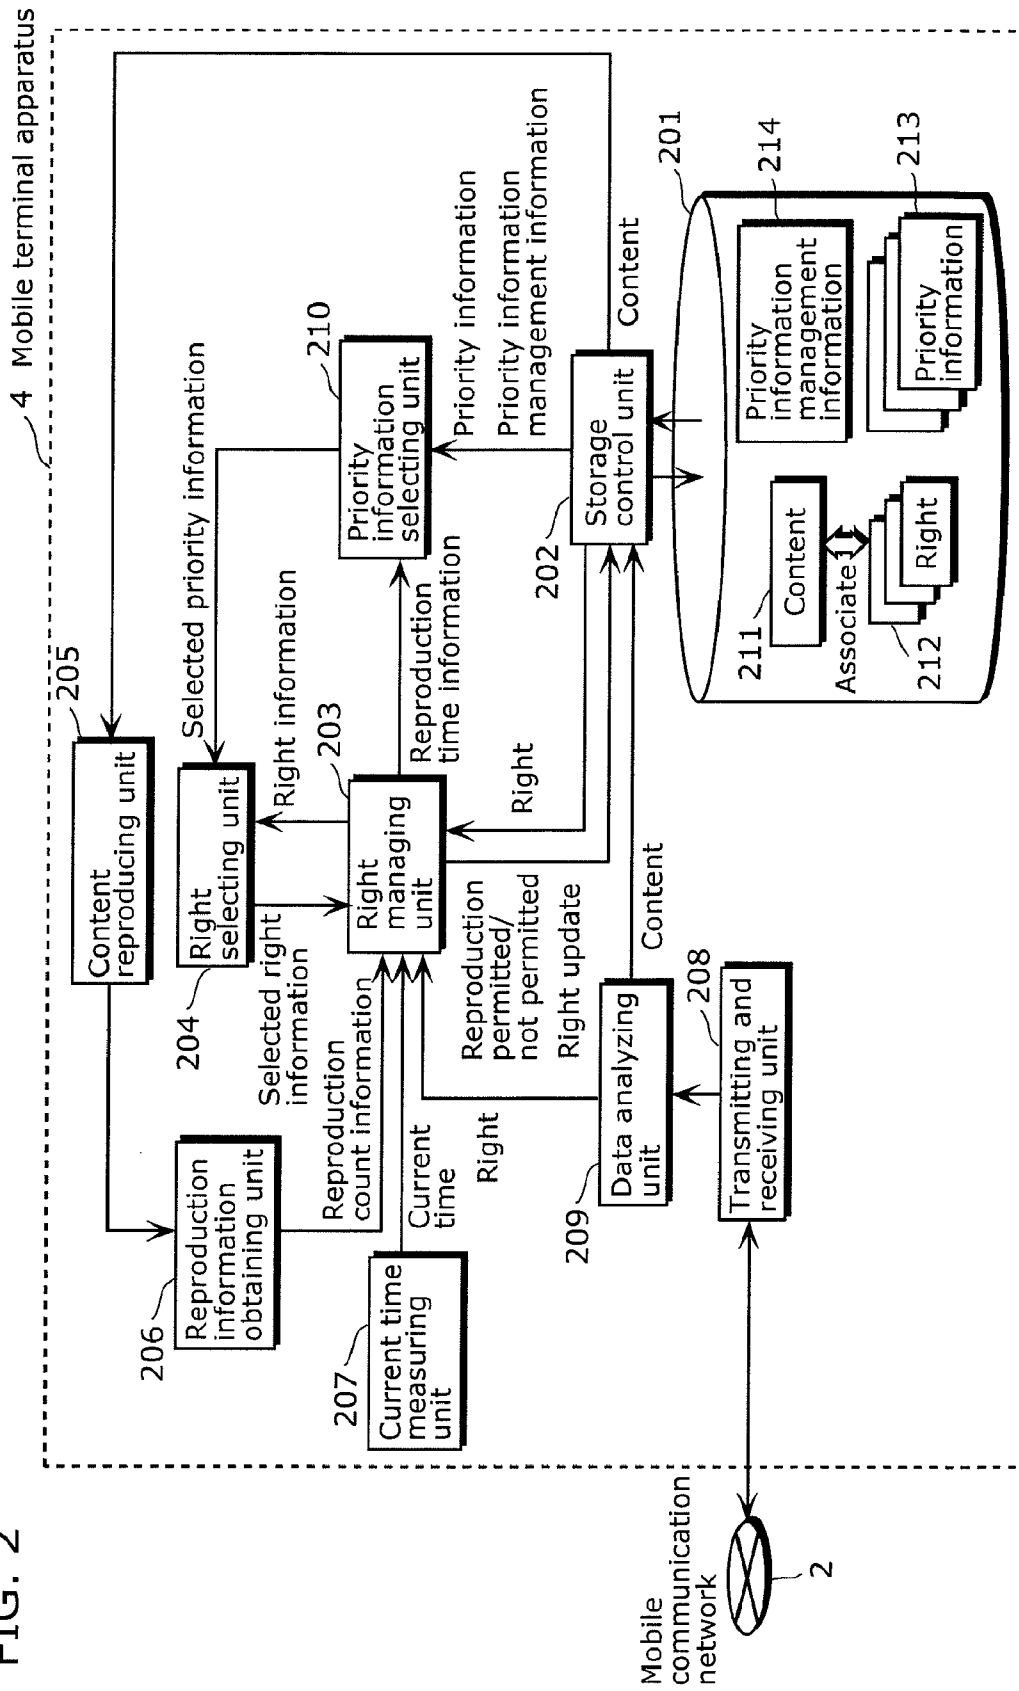 FIG. 2
4 Mobile terminal apparatus
205
Content
reproducing unit
Selected priority information
204
Right
selecting unit
Right information
Selected right
information
206
Reproduction
information
obtaining unit
Reproduction
count information
203
Right
managing
unit
Reproduction
time information
210
Priority
information
selecting unit
Priority information
Priority information
management information
207
Current time
measuring
unit
Current
time
Right
Reproduction
permitted/
not permitted
Right update
Right
202
Storage
control unit
Content
Content
209
Data analyzing
unit
208
Transmitting and
receiving unit
Mobile
communication
network
2
201
211
Content
Associate
212
Right
Priority
information
management
information
214
Priority
information
213